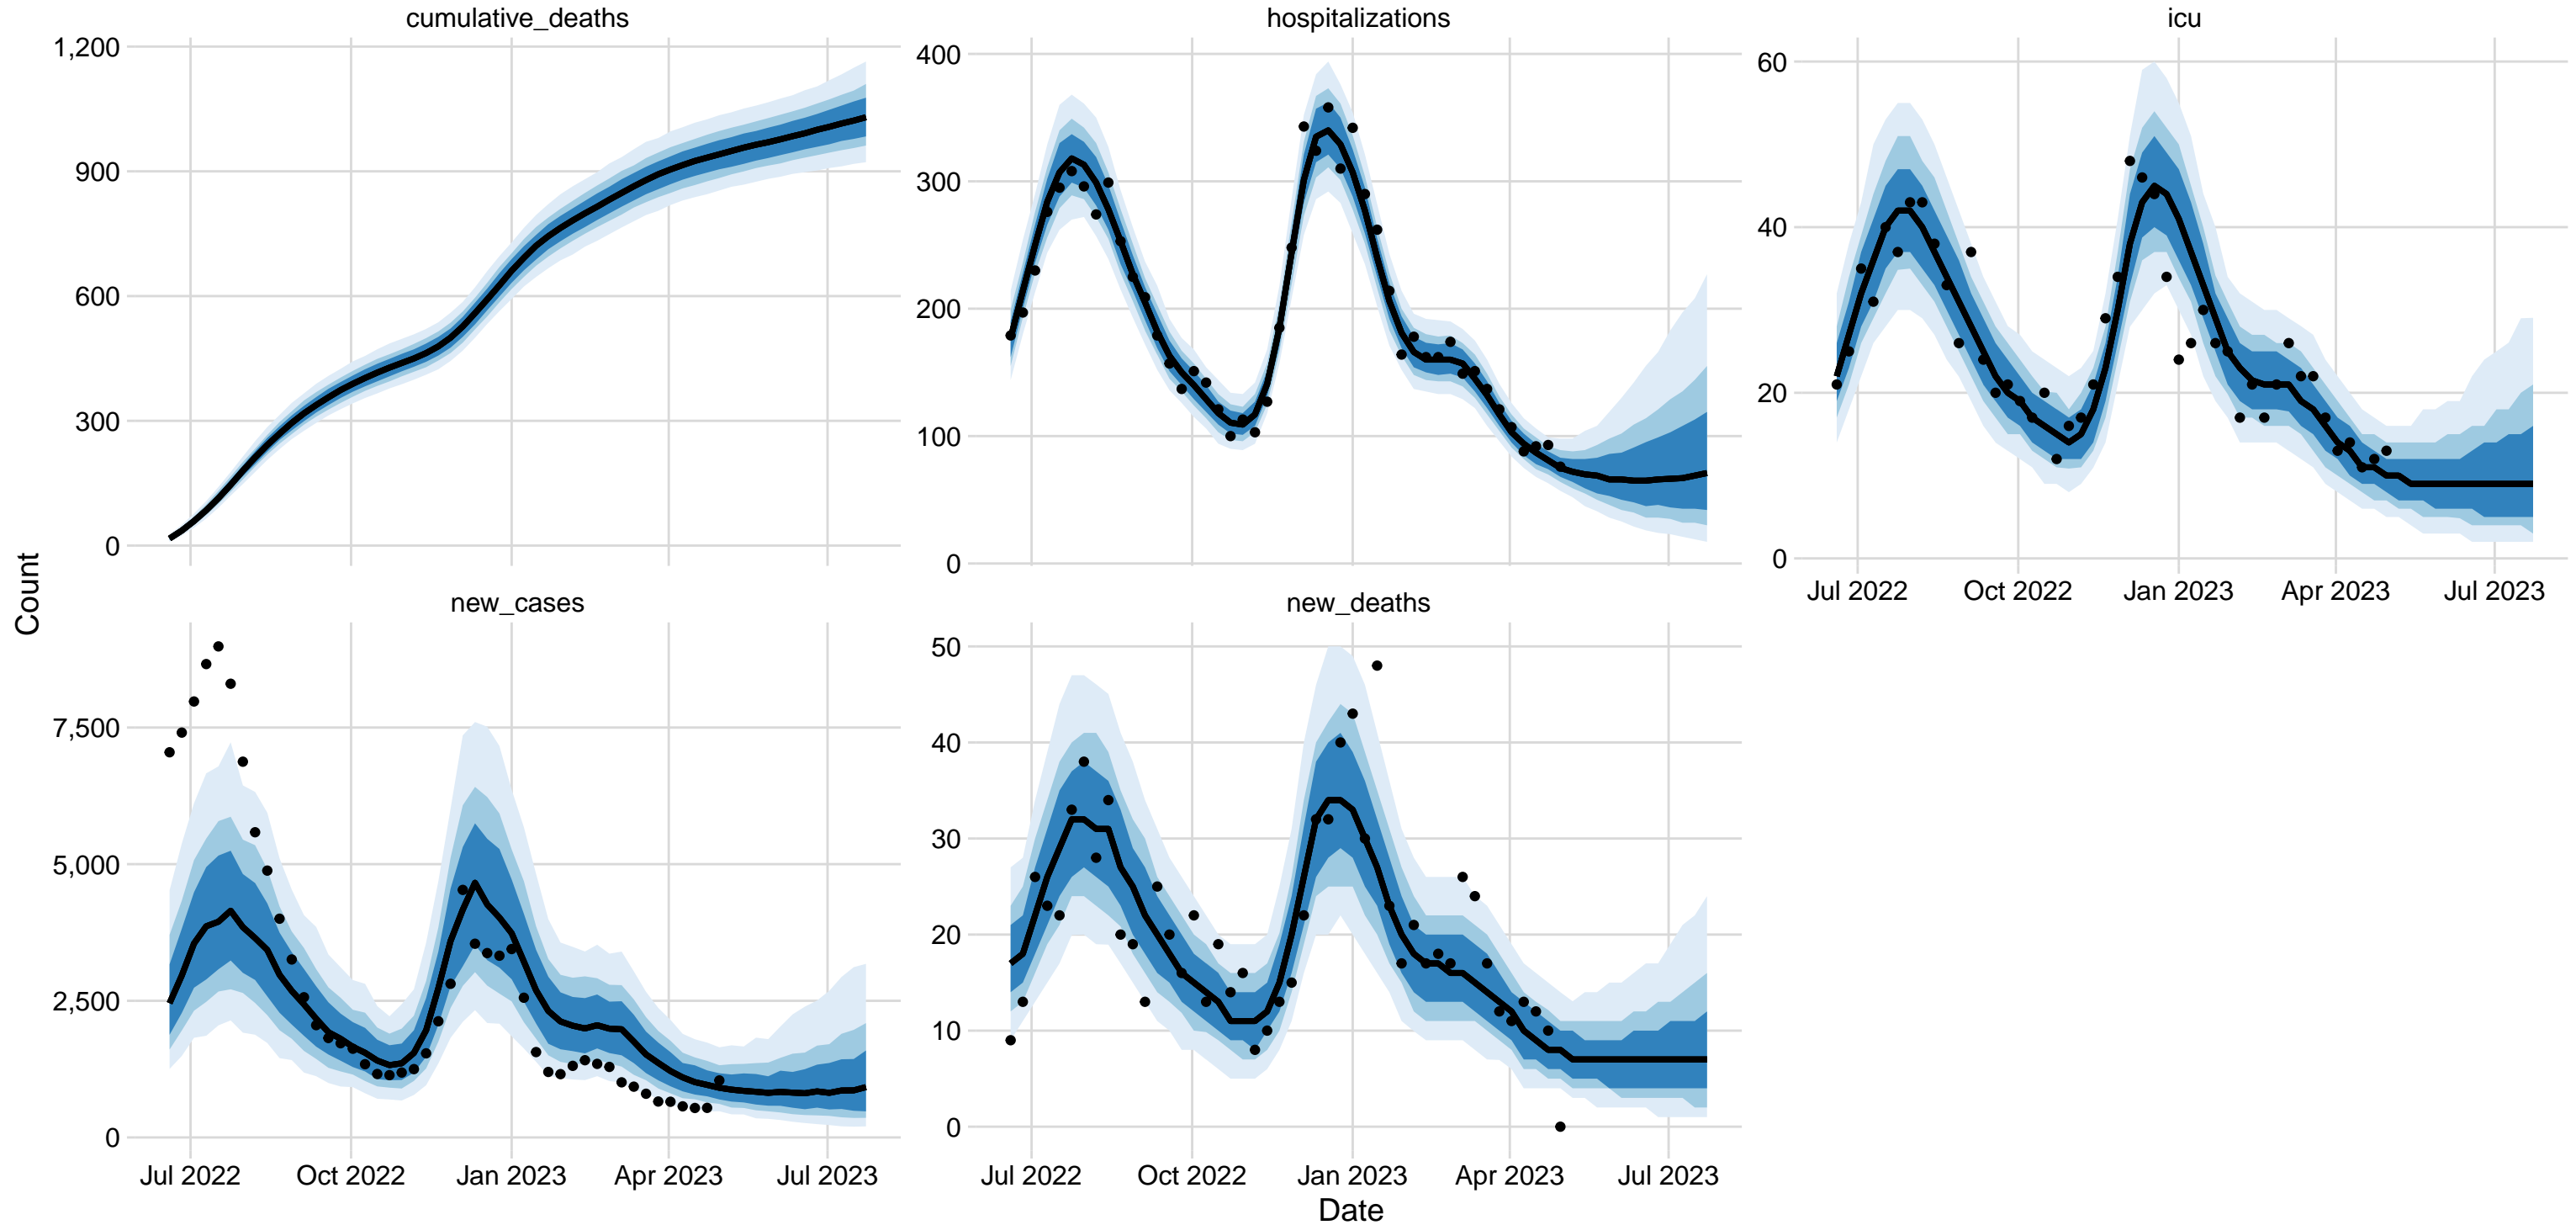 cumulative_deaths
hospitalizations
icu
1,200
900
600
300
0
400
300
200
100
0
60
40
20
0
Jul 2022 Oct 2022 Jan 2023 Apr 2023 Jul 2023
Count
new_cases
new_deaths
7,500
5,000
2,500
0
50
40
30
20
10
0
Jul 2022 Oct 2022 Jan 2023 Apr 2023 Jul 2023
Jul 2022 Oct 2022 Jan 2023 Apr 2023 Jul 2023
Date